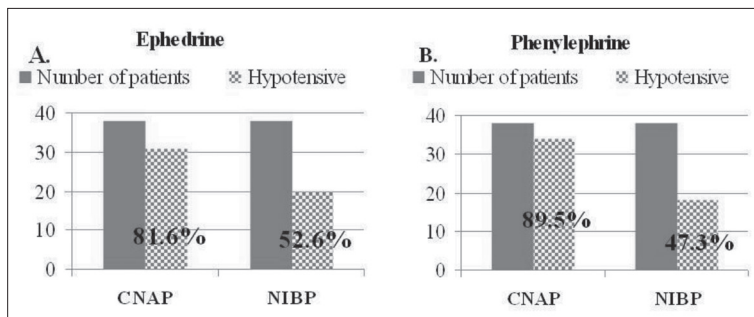 A. Ephedrine
Number of patients Hypotensive
40
30
20
10
0
81.6% 52.6%
CNAP NIBP
B. Phenylephrine
Number of patients Hypotensive
40
30
20
10
0
89.5% 47.3%
CNAP NIBP